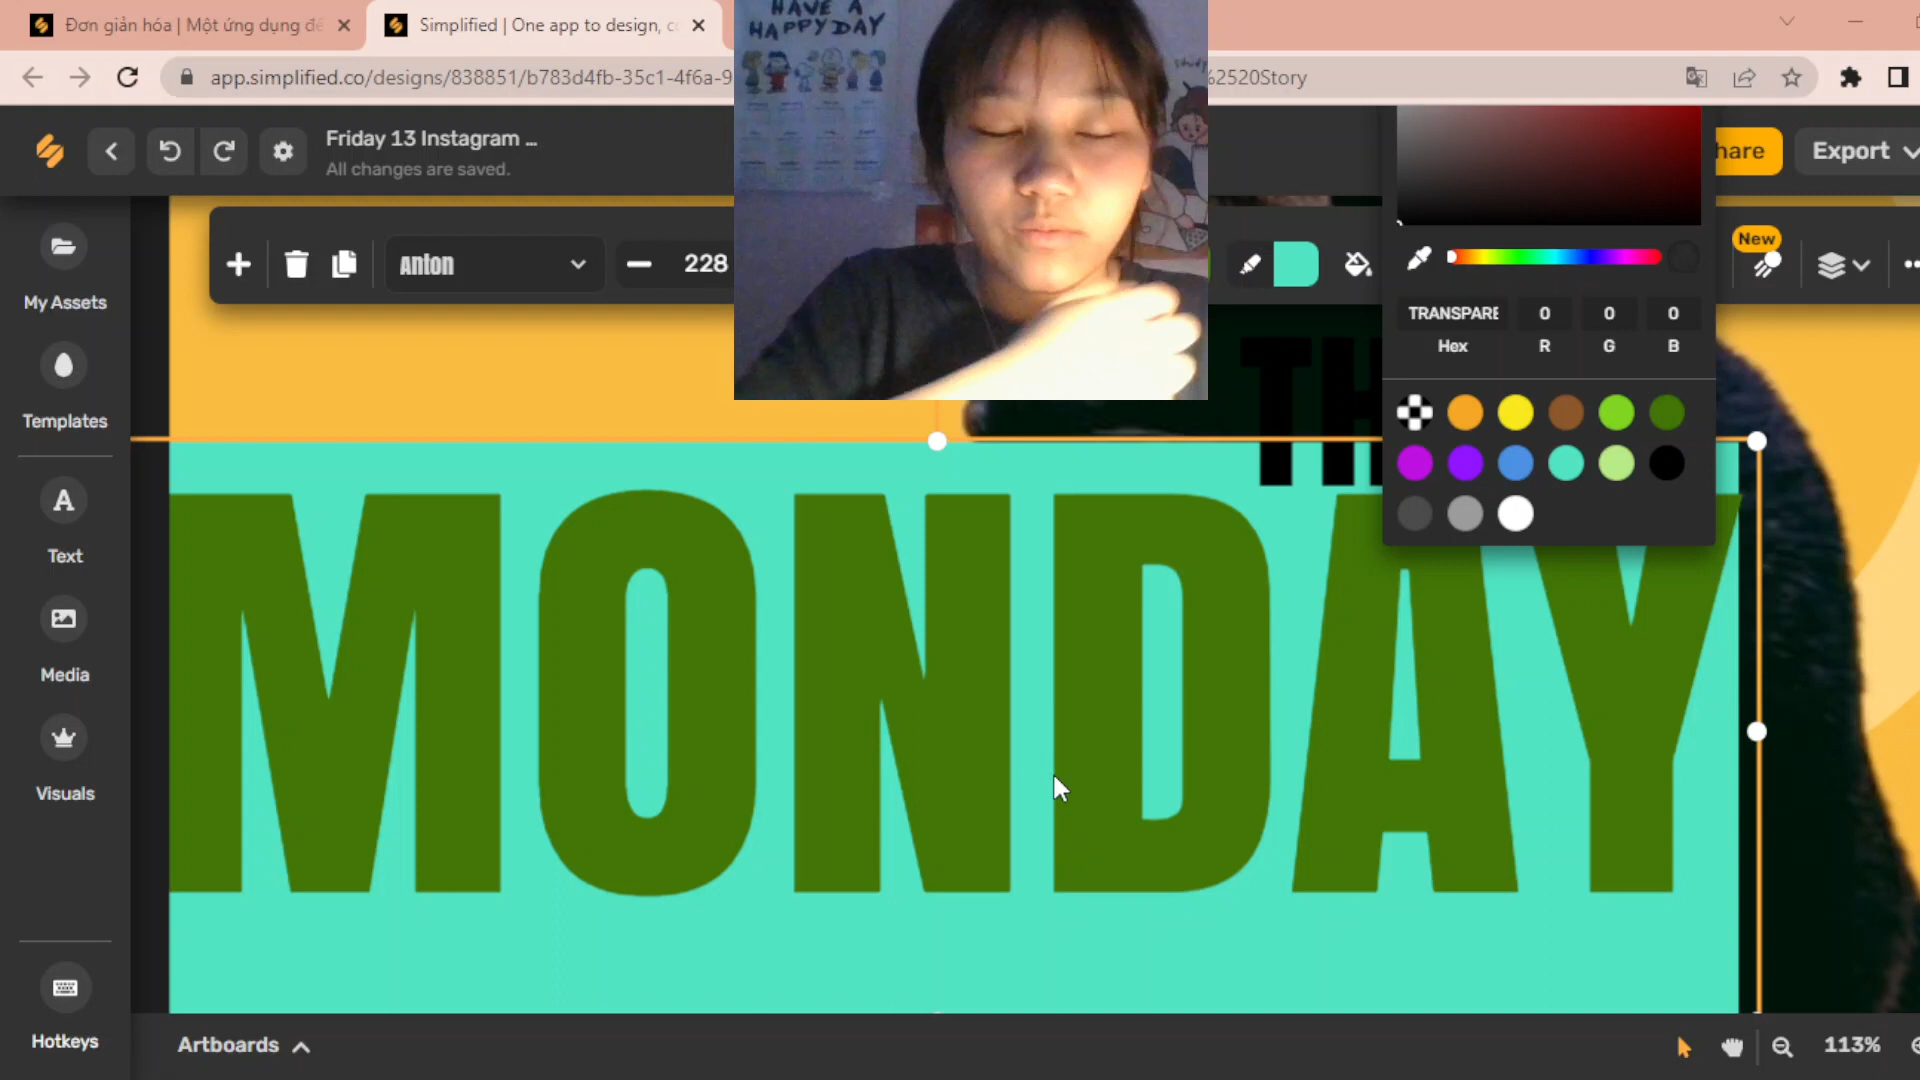 Đơn giản hóa | Một ứng dụng để
Simplified | One app to design, c
app.simplified.co/designs/838851/b783d4fb-35c1-4f6a-9
%2520Story
HAVE A
HAPPY DAY
Friday 13 Instagram ...
All changes are saved.
hare
Export
My Assets
Templates
Text
Media
Visuals
Hotkeys
Anton
228
New
TRANSPARE 0 0 0
Hex R G B
TH
MONDAY
Artboards
113%